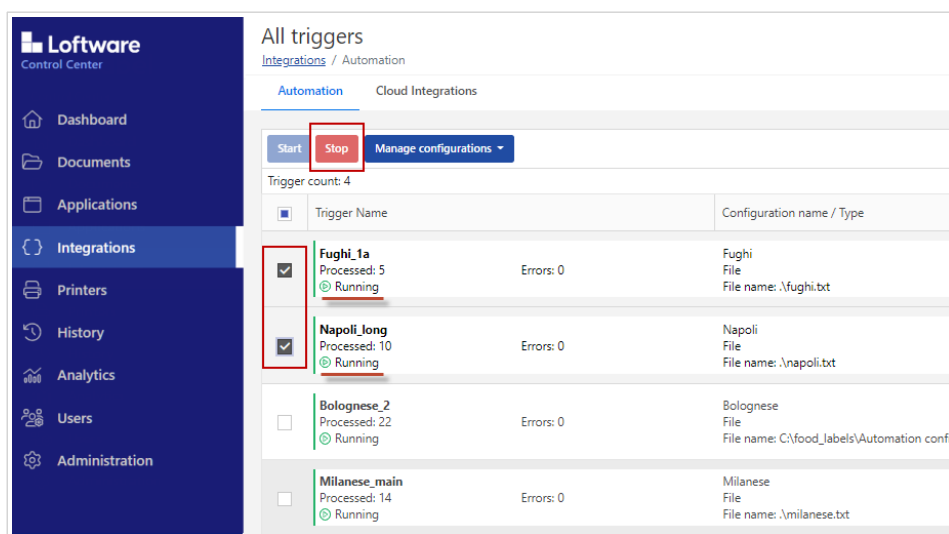 Loftware
Control Center
Dashboard
Documents
Applications
Integrations
Printers
History
Analytics
Users
Administration
All triggers
Integrations / Automation
Automation Cloud Integrations
Start Stop Manage configurations
Trigger count: 4
Trigger Name Configuration name / Type
Fughi_1a Fughi
Processed: 5 Errors: 0 File
Running File name: .\fughi.txt
Napoli_long Napoli
Processed: 10 Errors: 0 File
Running File name: .\napoli.txt
Bolognese_2 Bolognese
Processed: 22 Errors: 0 File
Running File name: C:\food_labels\Automation confi
Milanese_main Milanese
Processed: 14 Errors: 0 File
Running File name: .\milanese.txt